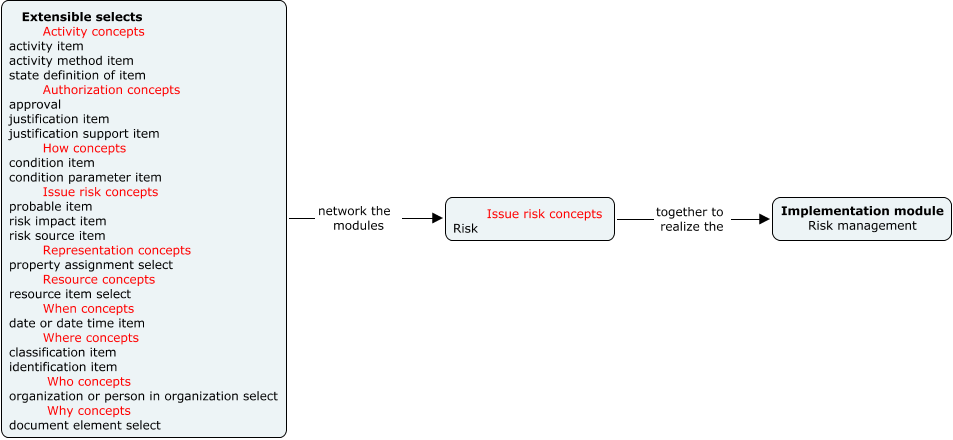 Extensible selects
Activity concepts
activity item
activity method item
state definition of item
Authorization concepts
approval
justification item
justification support item
How concepts
condition item
condition parameter item
Issue risk concepts
probable item
risk impact item
risk source item
Representation concepts
property assignment select
Resource concepts
resource item select
When concepts
date or date time item
Where concepts
classification item
identification item
Who concepts
organization or person in organization select
Why concepts
document element select
network the
modules
Issue risk concepts
Risk
together to
realize the
Implementation module
Risk management